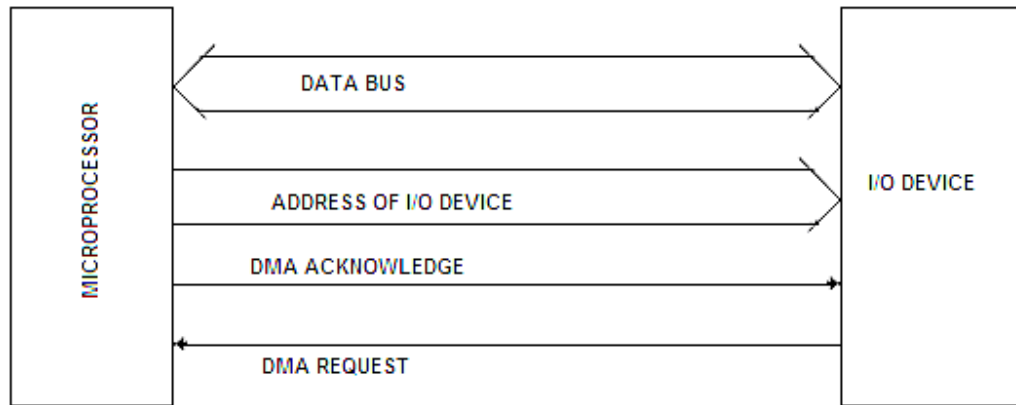 MICROPROCESSOR
DATA BUS
ADDRESS OF I/O DEVICE
DMA ACKNOWLEDGE
DMA REQUEST
I/O DEVICE